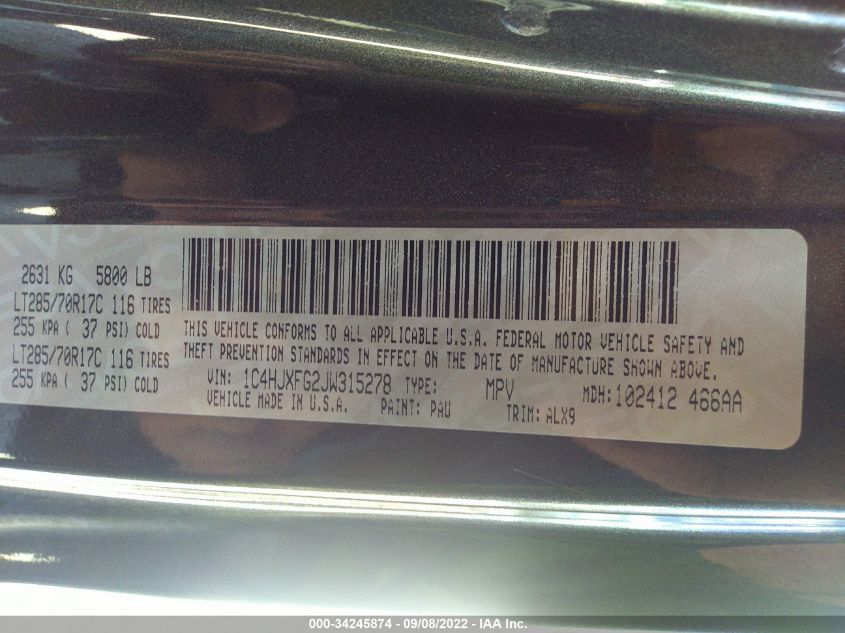 2631 KG 5800 LB
LT285/70R17C 116 TIRES
255 KPA ( 37 PSI) COLD
LT285/70R17C 116 TIRES
255 KPA ( 37 PSI) COLD
THIS VEHICLE CONFORMS TO ALL APPLICABLE U.S.A. FEDERAL MOTOR VEHICLE SAFETY AND
THEFT PREVENTION STANDARDS IN EFFECT ON THE DATE OF MANUFACTURE SHOWN ABOVE.
VIN: 1C4HJXFG2JW315278 TYPE: MPV MDH: 102412 466AA
VEHICLE MADE IN U.S.A. PAINT: PAU TRIM: ALX9
000-34245874 - 09/08/2022 - IAA Inc.